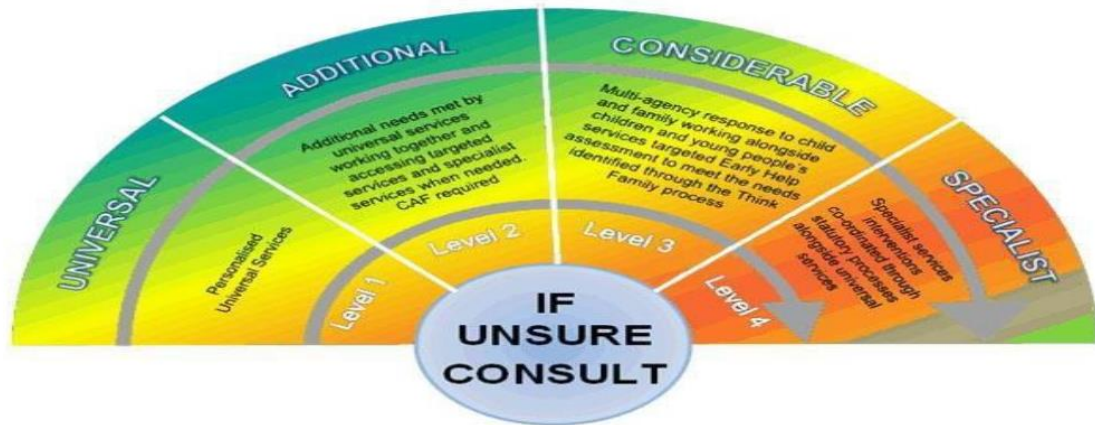 UNIVERSAL
Personalised
Universal Services
Level 1
ADDITIONAL
Additional needs met by
universal services
working together and
accessing targeted
services and specialist
services when needed.
CAF required
Level 2
CONSIDERABLE
Multi-agency response to child
and family working alongside
children and young people's
services targeted Early Help
assessment to meet the needs
identified through the Think
Family process
Level 3
SPECIALIST
Specialist services
interventions
co-ordinated through
statutory processes
alongside universal
services
Level 4
IF
UNSURE
CONSULT